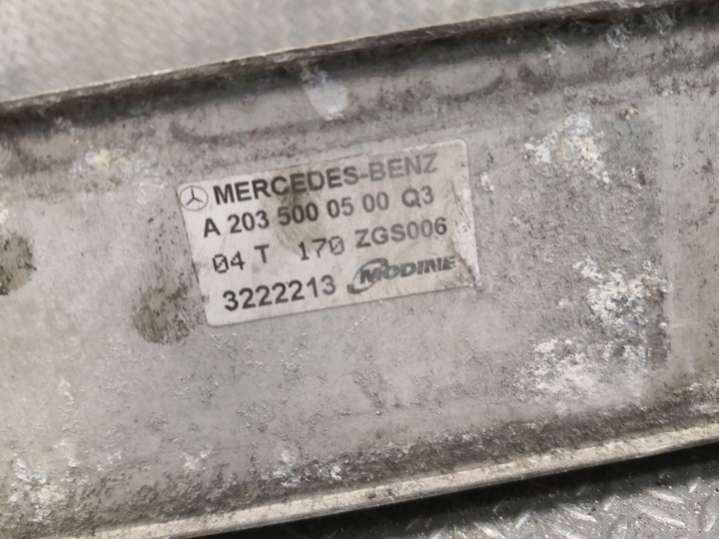 MERCEDES-BENZ
A 203 500 05 00 Q3
04 T 170 ZGS006
3222213 MODINE